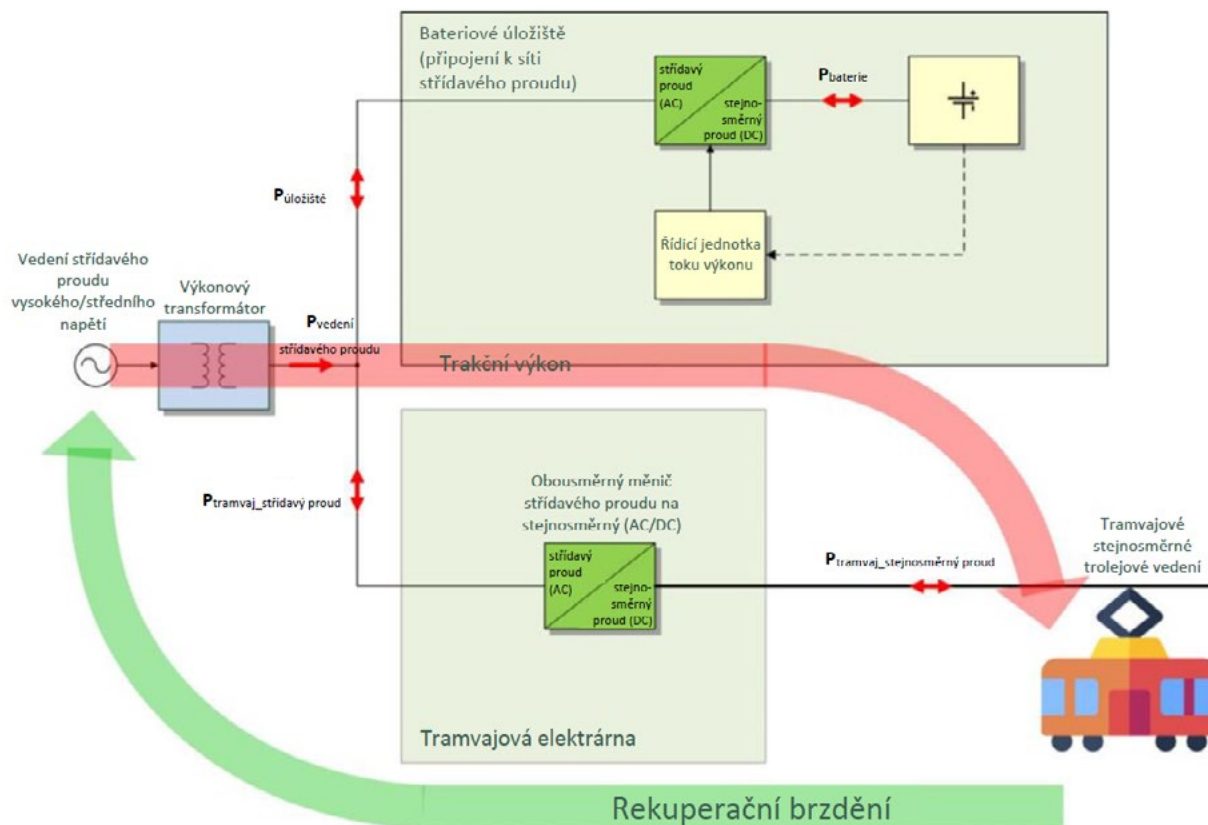 Bateriové úložiště
(připojení k síti
střídavého proudu)
střídavý
proud
(AC)
stejno-
směrný
proud (DC)
Pbaterie
Púložiště
Řídicí jednotka
toku výkonu
Vedení střídavého
proudu
vysokého/středního
napětí
Výkonový
transformátor
Pvedení
střídavého proudu
Trakční výkon
Ptramvaj_střídavý proud
Obousměrný měnič
střídavého proudu na
stejnosměrný (AC/DC)
střídavý
proud
(AC)
stejno-
směrný
proud (DC)
Ptramvaj_stejnosměrný proud
Tramvajové
stejnosměrné
trolejové vedení
Tramvajová elektrárna
Rekuperační brzdění